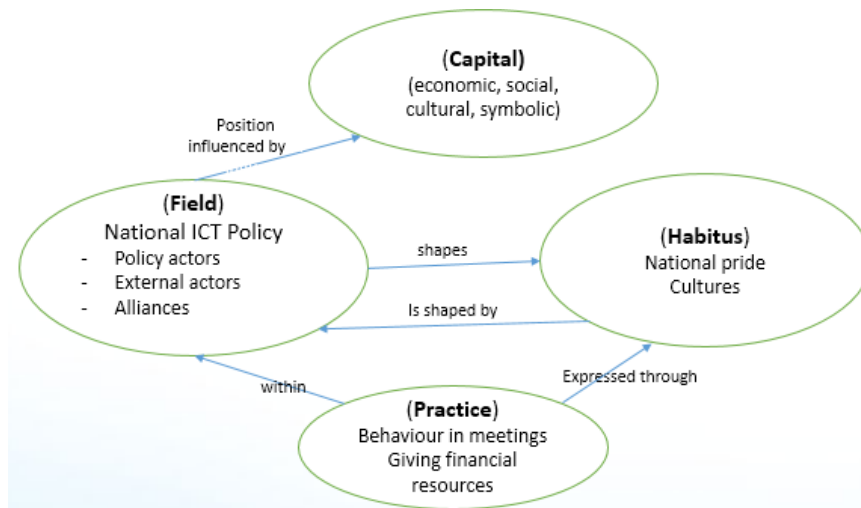 (Capital)
(economic, social,
cultural, symbolic)
Position
influenced by
(Field)
National ICT Policy
- Policy actors
- External actors
- Alliances
shapes
(Habitus)
National pride
Cultures
Is shaped by
within
Expressed through
(Practice)
Behaviour in meetings
Giving financial
resources